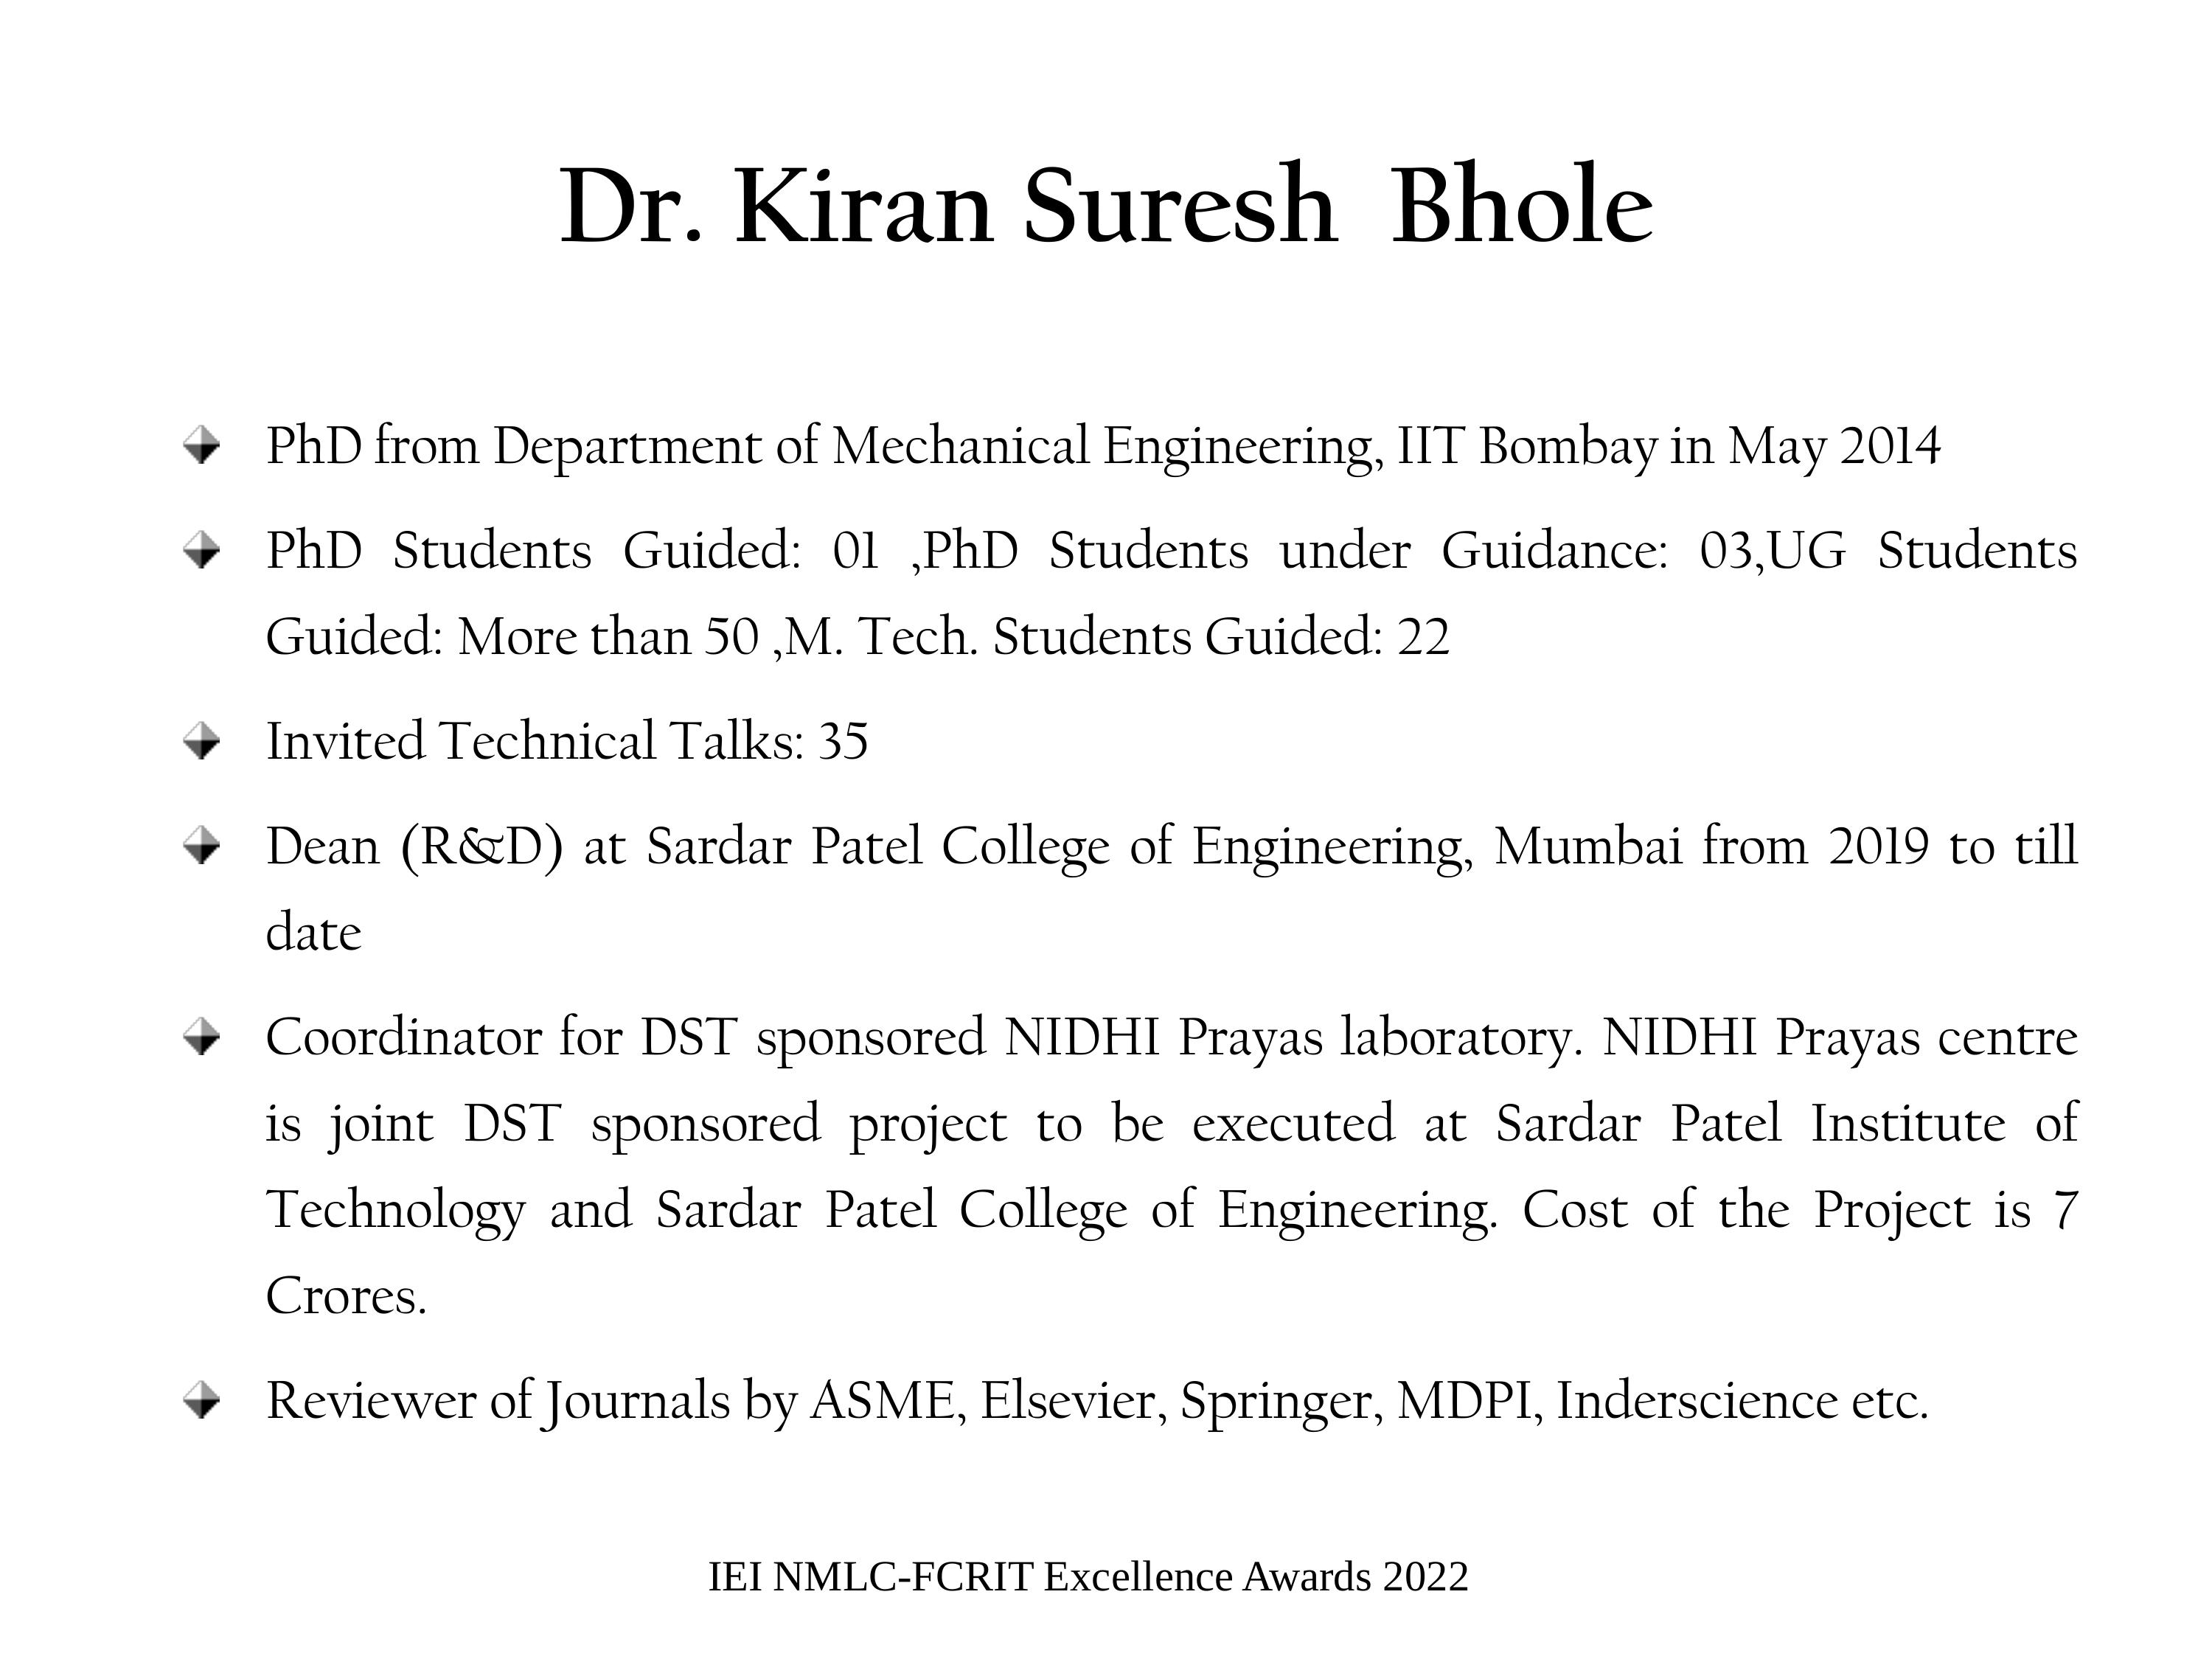 Dr. Kiran Suresh  Bhole
PhD from Department of Mechanical Engineering, IIT Bombay in May 2014
PhD Students Guided: 01 ,PhD Students under Guidance: 03,UG Students
Guided: More than 50 ,M. Tech. Students Guided: 22
Invited Technical Talks: 35
Dean (R&D) at Sardar Patel College of Engineering, Mumbai from 2019 to till
date
Coordinator for DST sponsored NIDHI Prayas laboratory. NIDHI Prayas centre
is joint DST sponsored project to be executed at Sardar Patel Institute of
Technology and Sardar Patel College of Engineering. Cost of the Project is 7
Crores.
Reviewer of Journals by ASME, Elsevier, Springer, MDPI, Inderscience etc.
IEI NMLC-FCRIT Excellence Awards 2022